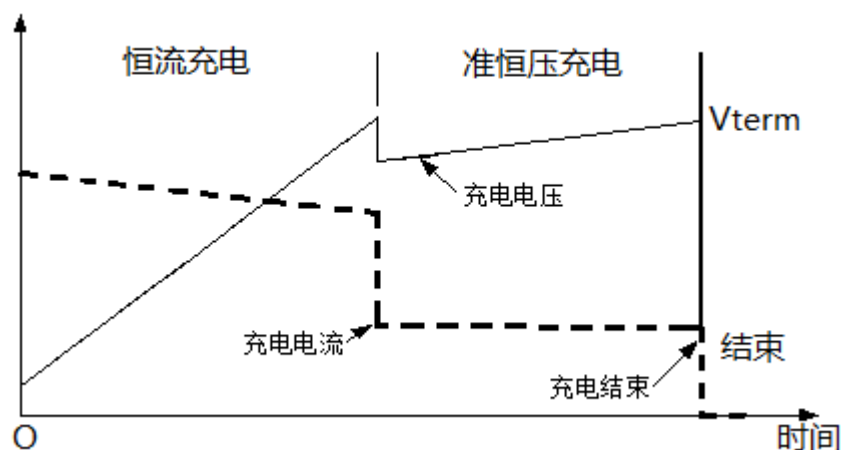 恒流充电
准恒压充电
Vterm
充电电压
充电电流
结束
充电结束
O
时间